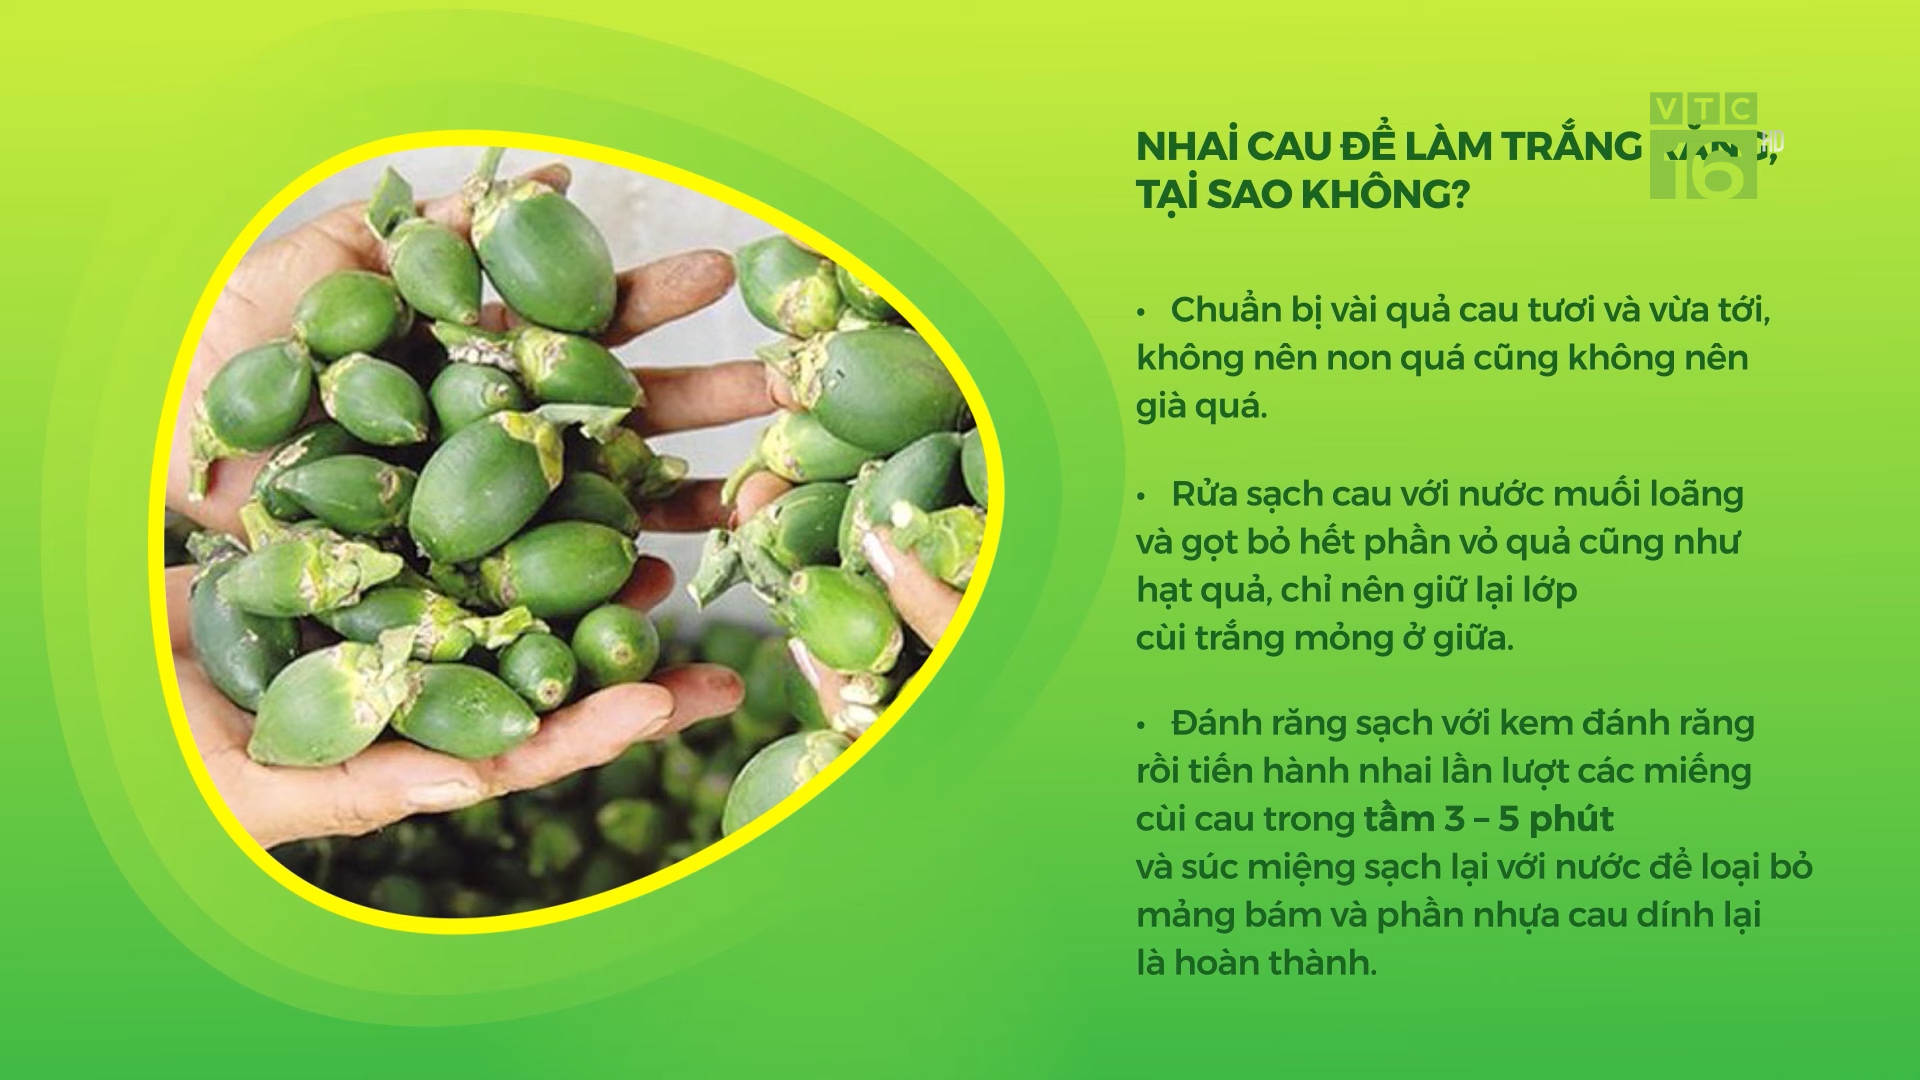 VTC
16 HD
NHAI CAU ĐỂ LÀM TRẮNG RĂNG,
TẠI SAO KHÔNG?
• Chuẩn bị vài quả cau tươi và vừa tới,
không nên non quá cũng không nên
già quá.
• Rửa sạch cau với nước muối loãng
và gọt bỏ hết phần vỏ quả cũng như
hạt quả, chỉ nên giữ lại lớp
cùi trắng mỏng ở giữa.
• Đánh răng sạch với kem đánh răng
rồi tiến hành nhai lần lượt các miếng
cùi cau trong tầm 3 – 5 phút
và súc miệng sạch lại với nước để loại bỏ
mảng bám và phần nhựa cau dính lại
là hoàn thành.